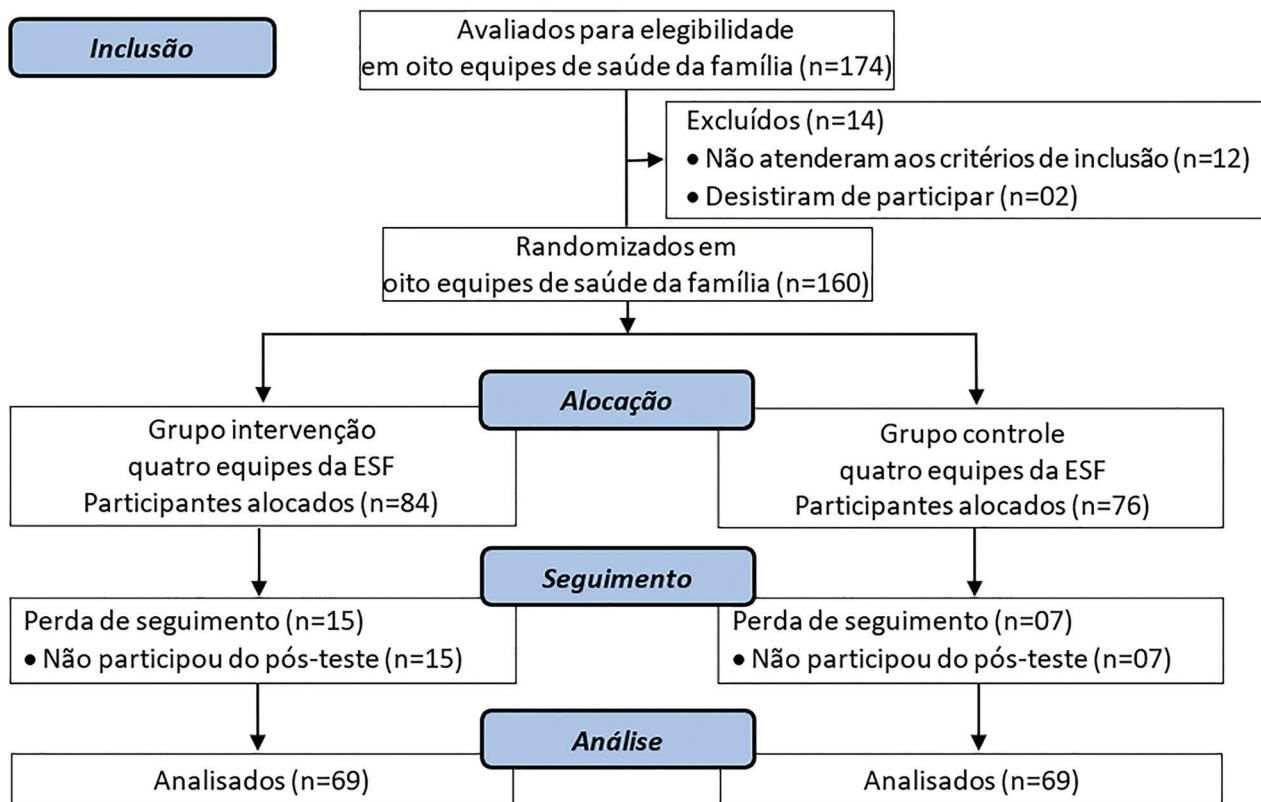 Inclusão
Avaliados para elegibilidade
em oito equipes de saúde da família (n=174)
Excluídos (n=14)
• Não atenderam aos critérios de inclusão (n=12)
• Desistiram de participar (n=02)
Randomizados em
oito equipes de saúde da família (n=160)
Alocação
Grupo intervenção
quatro equipes da ESF
Participantes alocados (n=84)
Grupo controle
quatro equipes da ESF
Participantes alocados (n=76)
Seguimento
Perda de seguimento (n=15)
• Não participou do pós-teste (n=15)
Perda de seguimento (n=07)
• Não participou do pós-teste (n=07)
Análise
Analisados (n=69)
Analisados (n=69)